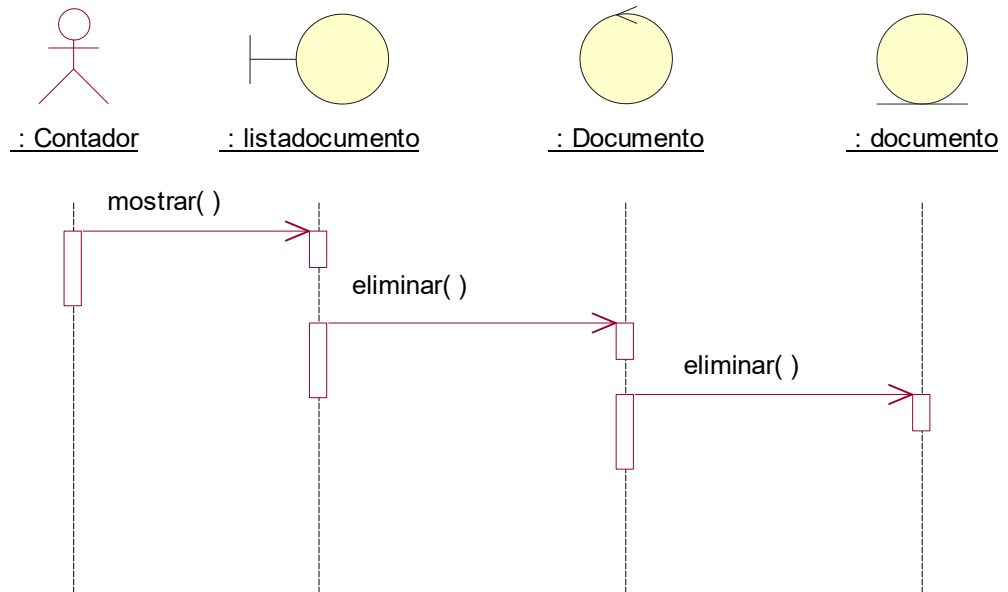 : Contador
: listadocumento
: Documento
: documento
mostrar( )
eliminar( )
eliminar( )